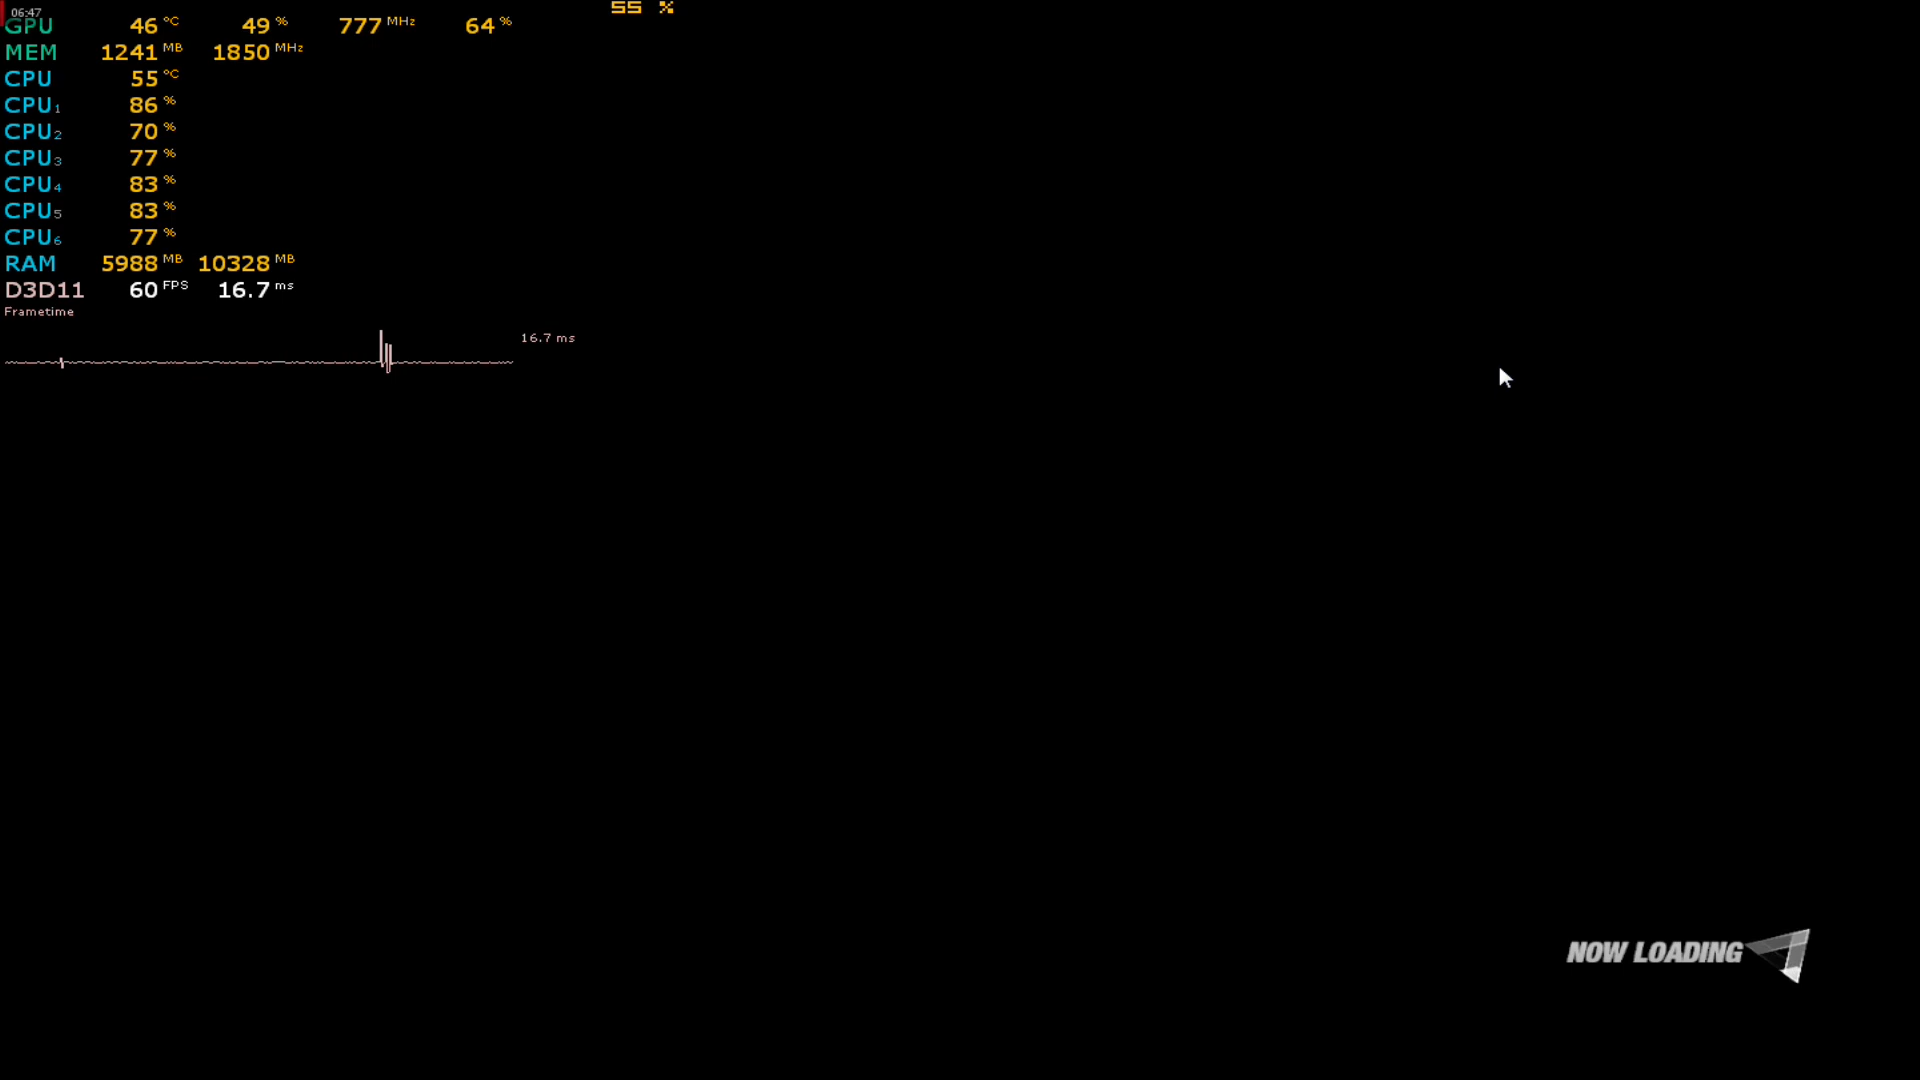 55 %
06:47
GPU 46 °C 49 % 777 MHz 64 %
MEM 1241 MB 1850 MHz
CPU 55 °C
CPU1 86 %
CPU2 70 %
CPU3 77 %
CPU4 83 %
CPU5 83 %
CPU6 77 %
RAM 5988 MB 10328 MB
D3D11 60 FPS 16.7 ms
Frametime
16.7 ms
NOW LOADING